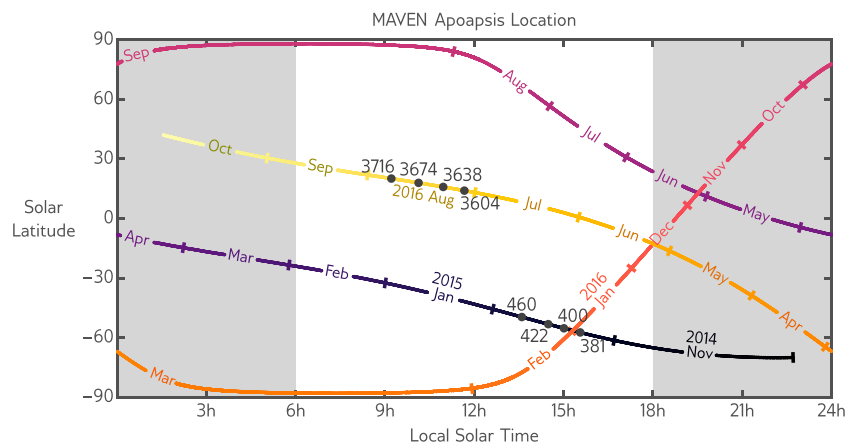 MAVEN Apoapsis Location
90
60
30
0
−30
−60
−90
Solar
Latitude
Sep
Aug
Jul
Jun
May
Oct
Nov
Dec
2016
Jan
Feb
Oct
Sep
3716
3674
3638
3604
2016 Aug
Jul
Jun
May
Apr
Apr
Mar
Feb
2015
Jan
460
422
400
381
2014
Nov
Mar
3h
6h
9h
12h
15h
18h
21h
24h
Local Solar Time